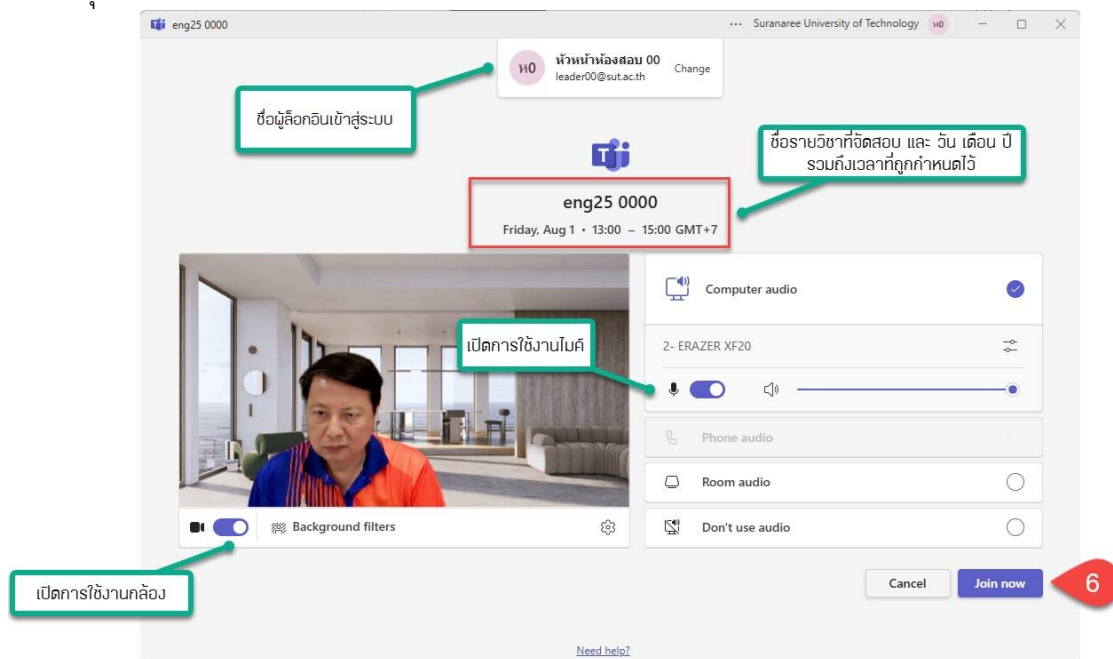 eng25 0000
... Suranaree University of Technology ห0
ห0 หัวหน้าห้องสอบ 00
leader00@sut.ac.th
Change
ชื่อผู้ล็อกอินเข้าสู่ระบบ
ชื่อรายวิชาที่จัดสอบ และ วัน เดือน ปี
รวมถึงเวลาที่ถูกกำหนดไว้
eng25 0000
Friday, Aug 1 • 13:00 – 15:00 GMT+7
Computer audio
เปิดการใช้งานไมค์
2- ERAZER XF20
Phone audio
Room audio
Background filters
Don't use audio
เปิดการใช้งานกล้อง
Cancel
Join now
6
Need help?